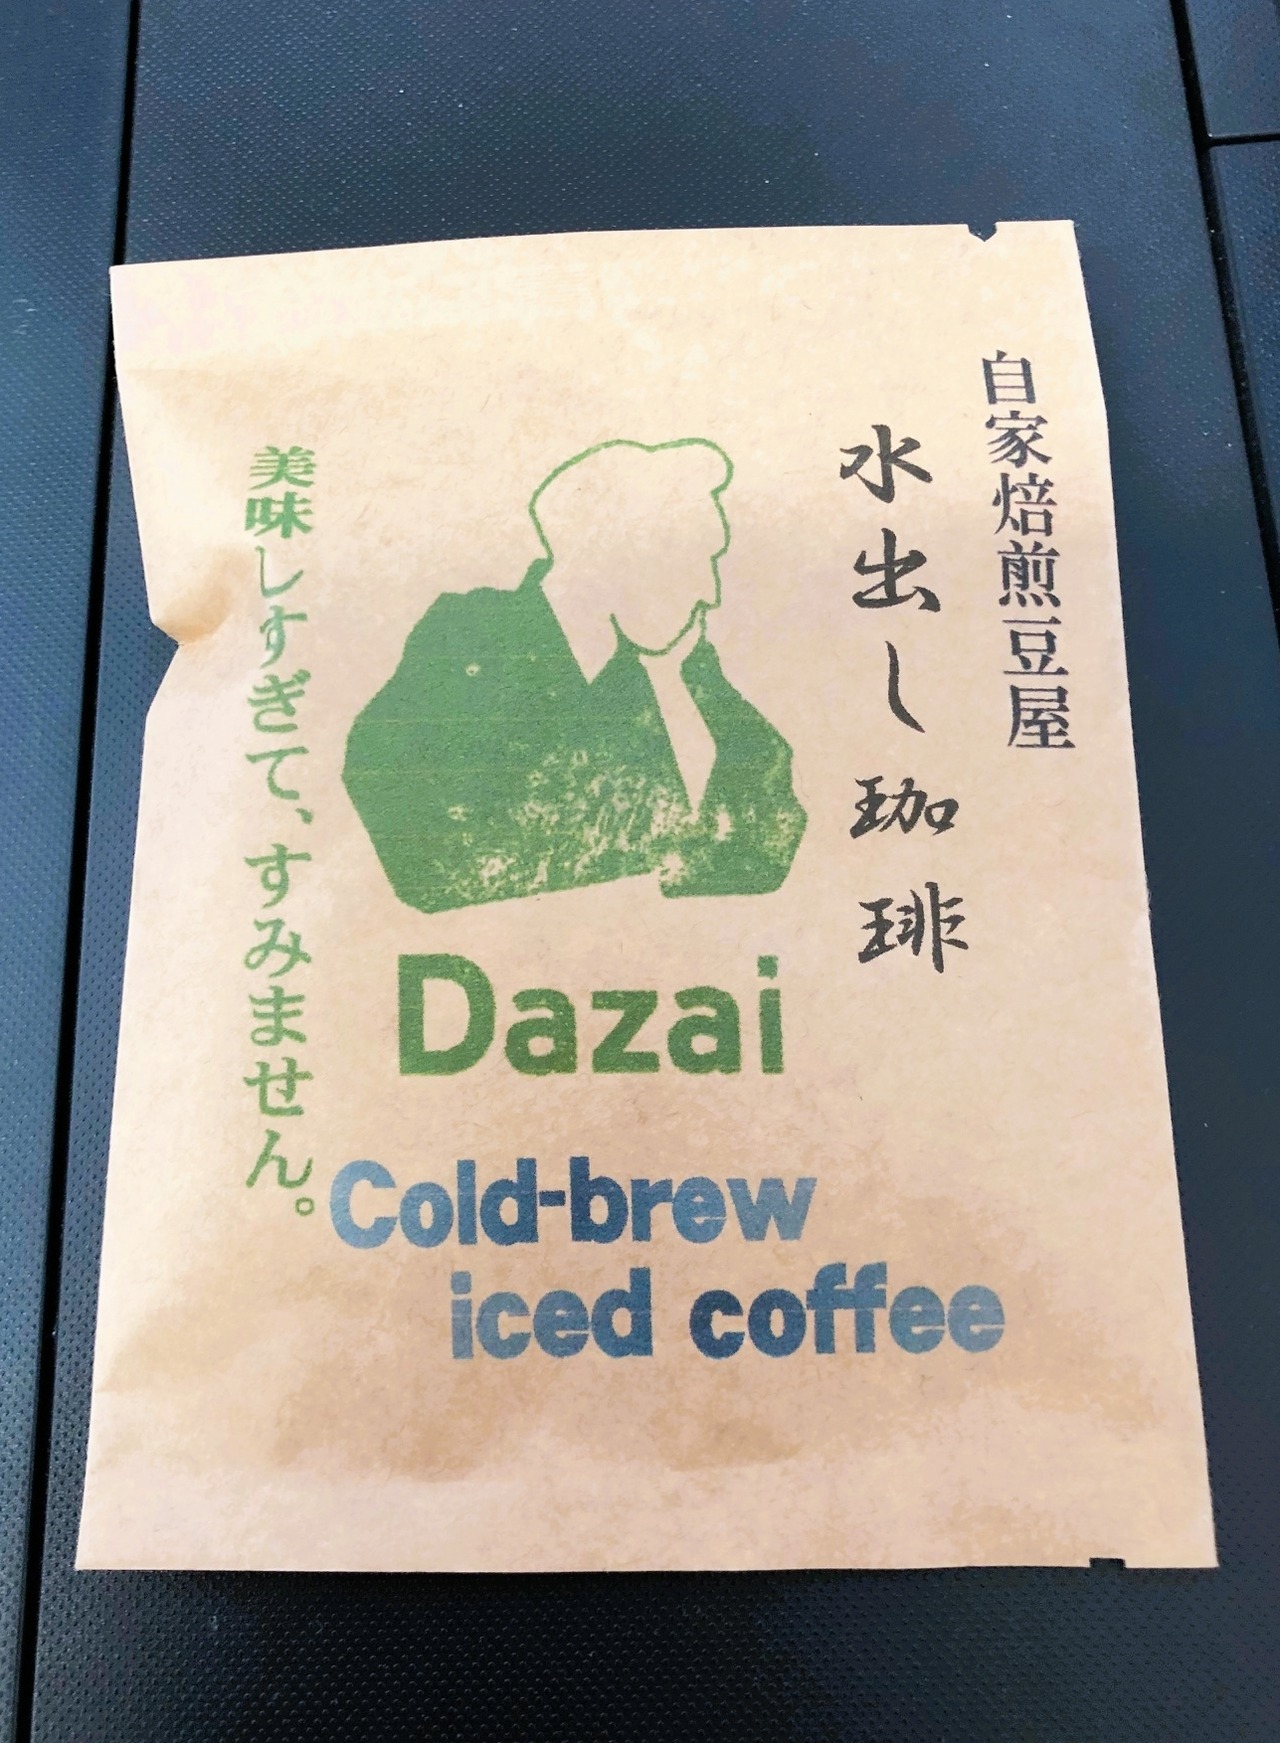 自家焙煎豆屋
水出し珈琲
美味しすぎて、すみません。
Dazai
Cold-brew
iced coffee